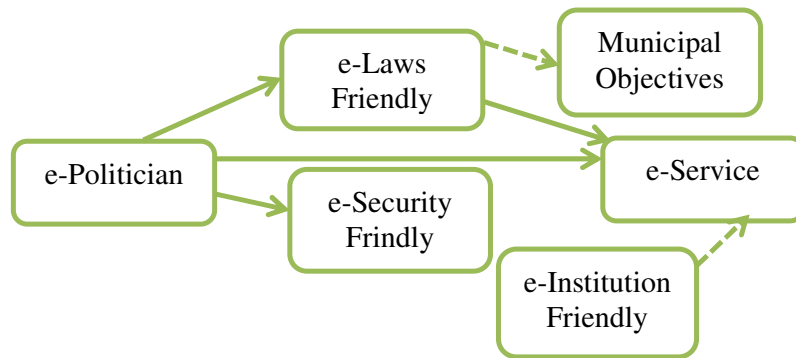 e-Laws
Friendly
Municipal
Objectives
e-Politician
e-Service
e-Security
Frindly
e-Institution
Friendly